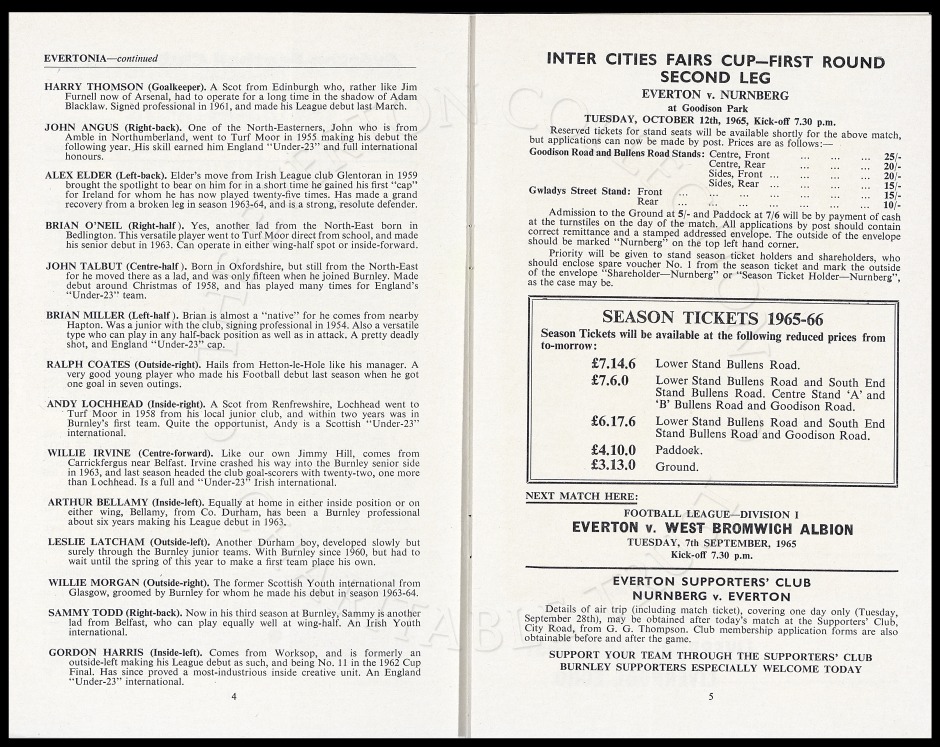 EVERTONIA—continued
HARRY THOMSON (Goalkeeper). A Scot from Edinburgh who, rather like Jim
Furnell now of Arsenal, had to operate for a long time in the shadow of Adam
Blacklaw. Signed professional in 1961, and made his League debut last March.
JOHN ANGUS (Right-back). One of the North-Easterners, John who is from
Amble in Northumberland, went to Turf Moor in 1955 making his debut the
following year. His skill earned him England "Under-23" and full international
honours.
ALEX ELDER (Left-back). Elder's move from Irish League club Glentoran in 1959
brought the spotlight to bear on him for in a short time he gained his first "cap"
for Ireland for whom he has now played twenty-five times. Has made a grand
recovery from a broken leg in season 1963-64, and is a strong, resolute defender.
BRIAN O'NEIL (Right-half). Yes, another lad from the North-East born in
Bedlington. This versatile player went to Turf Moor direct from school, and made
his senior debut in 1963. Can operate in either wing-half spot or inside-forward.
JOHN TALBUT (Centre-half). Born in Oxfordshire, but still from the North-East
for he moved there as a lad, and was only fifteen when he joined Burnley. Made
debut around Christmas of 1958, and has played many times for England's
"Under-23" team.
BRIAN MILLER (Left-half). Brian is almost a "native" for he comes from nearby
Hapton. Was a junior with the club, signing professional in 1954. Also a versatile
type who can play in any half-back position as well as in attack. A pretty deadly
shot, and England "Under-23" cap.
RALPH COATES (Outside-right). Hails from Hetton-le-Hole like his manager. A
very good young player who made his Football debut last season when he got
one goal in seven outings.
ANDY LOCHHEAD (Inside-right). A Scot from Renfrewshire, Lochhead went to
Turf Moor in 1958 from his local junior club, and within two years was in
Burnley's first team. Quite the opportunist, Andy is a Scottish "Under-23"
international.
WILLIE IRVINE (Centre-forward). Like our own Jimmy Hill, comes from
Carrickfergus near Belfast. Irvine crashed his way into the Burnley senior side
in 1963, and last season headed the club goal-scorers with twenty-two, one more
than Lochhead. Is a full and "Under-23" Irish international.
ARTHUR BELLAMY (Inside-left). Equally at home in either inside position or on
either wing, Bellamy, from Co. Durham, has been a Burnley professional
about six years making his League debut in 1963.
LESLIE LATCHAM (Outside-left). Another Durham boy, developed slowly but
surely through the Burnley junior teams. With Burnley since 1960, but had to
wait until the spring of this year to make a first team place his own.
WILLIE MORGAN (Outside-right). The former Scottish Youth international from
Glasgow, groomed by Burnley for whom he made his debut in season 1963-64.
SAMMY TODD (Right-back). Now in his third season at Burnley, Sammy is another
lad from Belfast, who can play equally well at wing-half. An Irish Youth
international.
GORDON HARRIS (Inside-left). Comes from Worksop, and is formerly an
outside-left making his League debut as such, and being No. 11 in the 1962 Cup
Final. Has since proved a most-industrious inside creative unit. An England
"Under-23" international.
4
INTER CITIES FAIRS CUP—FIRST ROUND
SECOND LEG
EVERTON v. NURNBERG
at Goodison Park
TUESDAY, OCTOBER 12th, 1965, Kick-off 7.30 p.m.
Reserved tickets for stand seats will be available shortly for the above match,
but applications can now be made by post. Prices are as follows:—
Goodison Road and Bullens Road Stands: Centre, Front ... ... ... 25/-
Centre, Rear ... ... ... 20/-
Sides, Front ... ... ... 20/-
Sides, Rear ... ... ... 15/-
Gwladys Street Stand: Front ... ... ... ... ... ... 15/-
Rear ... ... ... ... ... ... 10/-
Admission to the Ground at 5/- and Paddock at 7/6 will be by payment of cash
at the turnstiles on the day of the match. All applications by post should contain
correct remittance and a stamped addressed envelope. The outside of the envelope
should be marked "Nurnberg" on the top left hand corner.
Priority will be given to stand season ticket holders and shareholders, who
should enclose spare voucher No. 1 from the season ticket and mark the outside
of the envelope "Shareholder—Nurnberg" or "Season Ticket Holder—Nurnberg",
as the case may be.
SEASON TICKETS 1965-66
Season Tickets will be available at the following reduced prices from
to-morrow:
£7.14.6 Lower Stand Bullens Road.
£7.6.0 Lower Stand Bullens Road and South End
Stand Bullens Road. Centre Stand 'A' and
'B' Bullens Road and Goodison Road.
£6.17.6 Lower Stand Bullens Road and South End
Stand Bullens Road and Goodison Road.
£4.10.0 Paddock.
£3.13.0 Ground.
NEXT MATCH HERE:
FOOTBALL LEAGUE—DIVISION I
EVERTON v. WEST BROMWICH ALBION
TUESDAY, 7th SEPTEMBER, 1965
Kick-off 7.30 p.m.
EVERTON SUPPORTERS' CLUB
NURNBERG v. EVERTON
Details of air trip (including match ticket), covering one day only (Tuesday,
September 28th), may be obtained after today's match at the Supporters' Club,
City Road, from G. G. Thompson. Club membership application forms are also
obtainable before and after the game.
SUPPORT YOUR TEAM THROUGH THE SUPPORTERS' CLUB
BURNLEY SUPPORTERS ESPECIALLY WELCOME TODAY
5